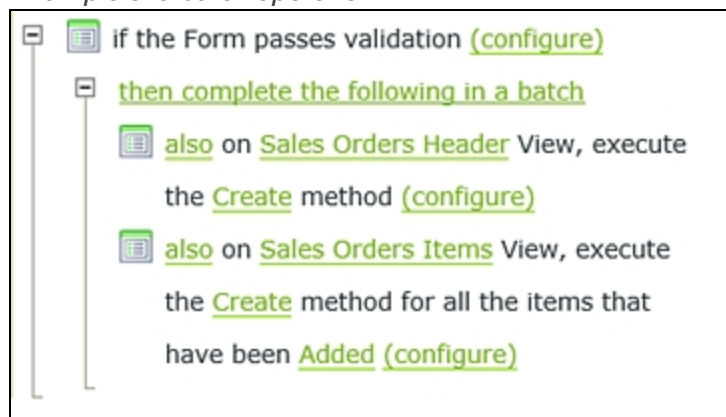 if the Form passes validation (configure)
then complete the following in a batch
also on Sales Orders Header View, execute
the Create method (configure)
also on Sales Orders Items View, execute
the Create method for all the items that
have been Added (configure)